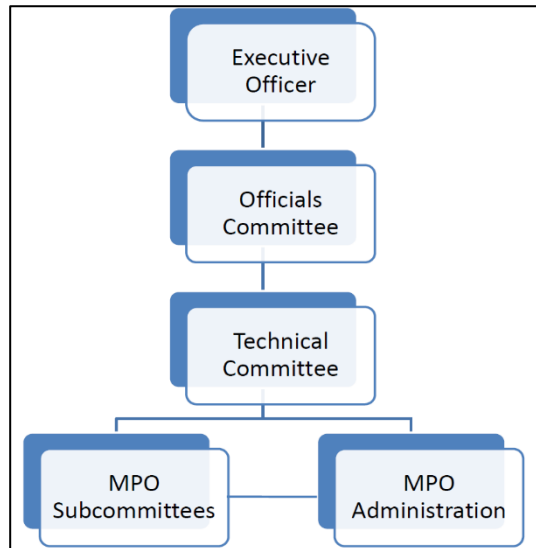 Executive
Officer
Officials
Committee
Technical
Committee
MPO
Subcommittees
MPO
Administration